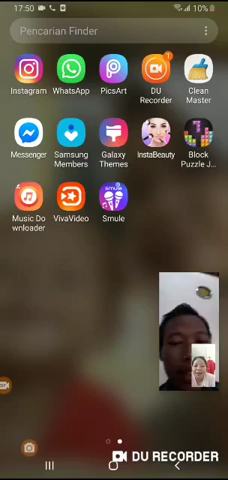 17:50
10%
Pencarian Finder
Instagram
WhatsApp
PicsArt
DU
Recorder
Clean
Master
Messenger
Samsung
Members
Galaxy
Themes
InstaBeauty
Block
Puzzle J...
Music Do
wnloader
VivaVideo
Smule
DU RECORDER